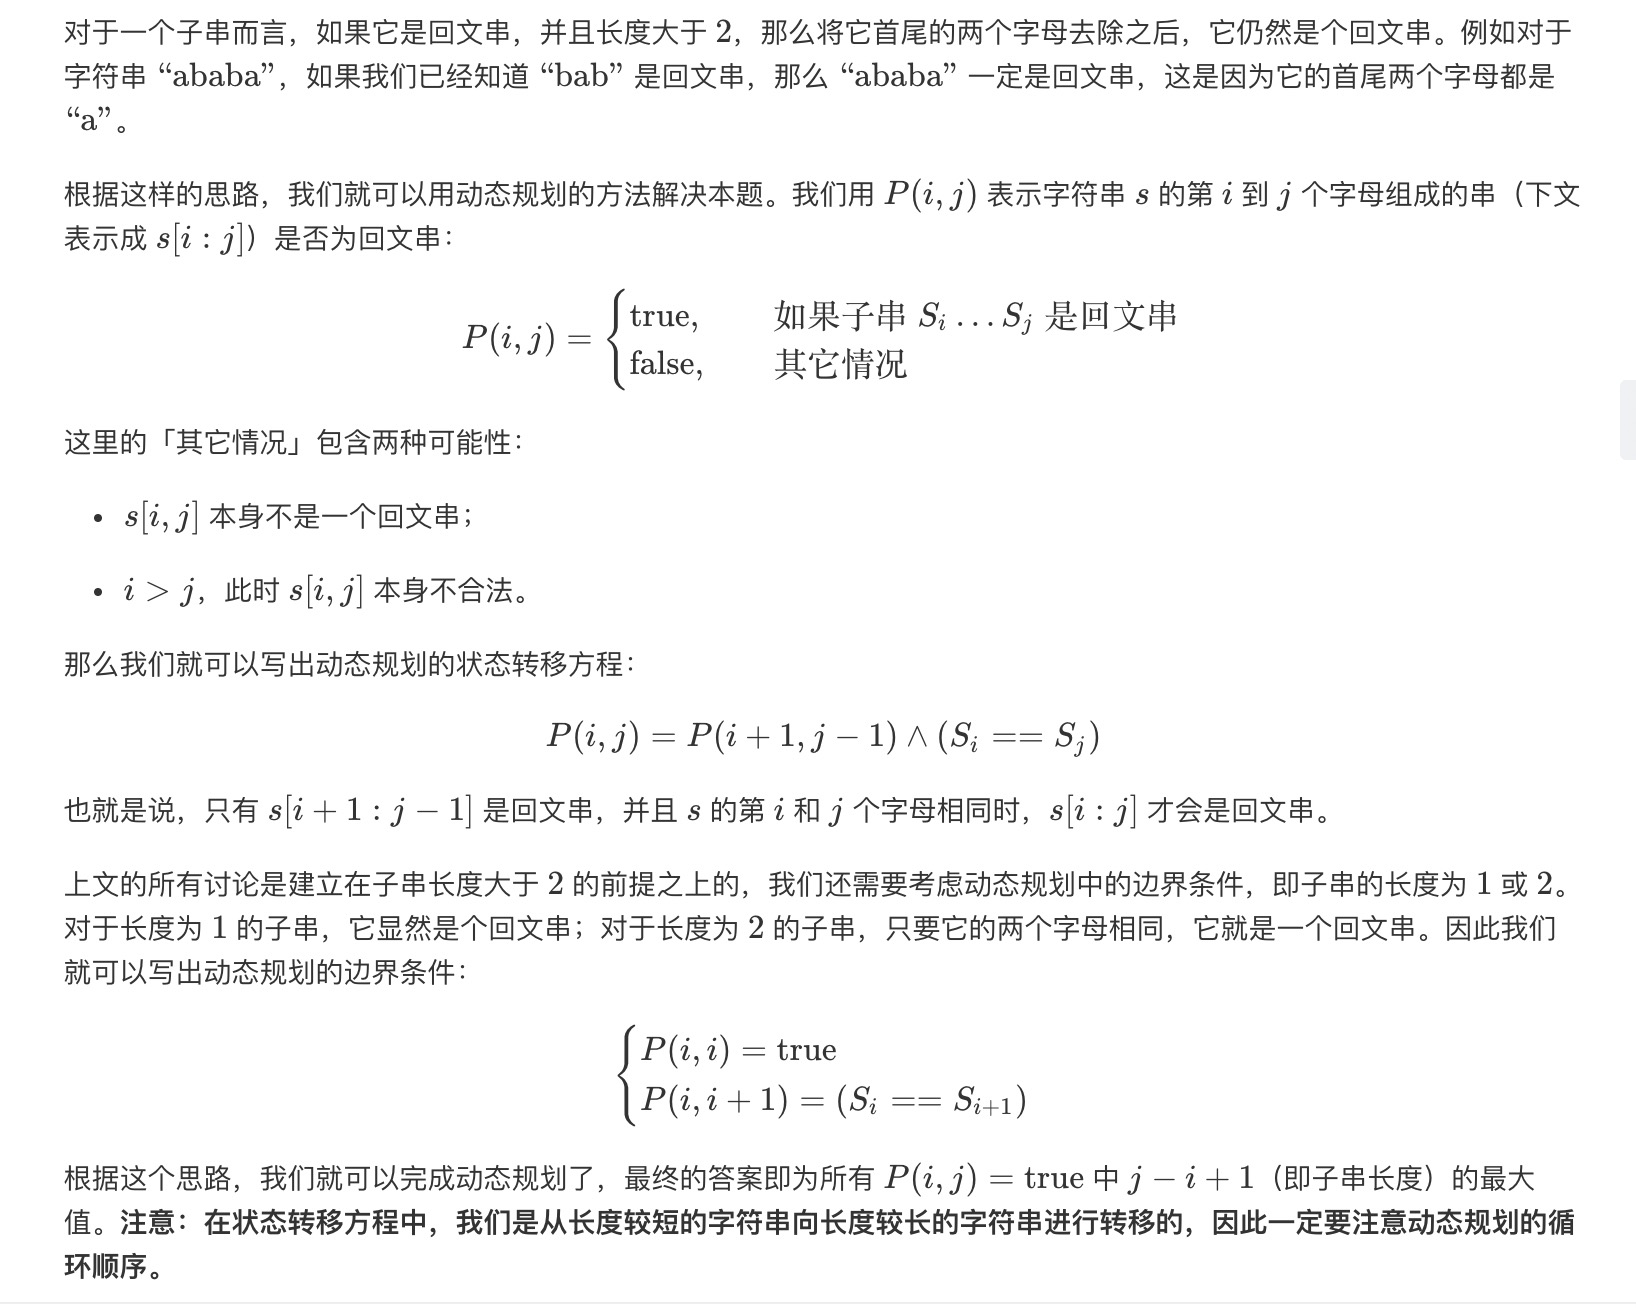 对于一个子串而言，如果它是回文串，并且长度大于 2，那么将它首尾的两个字母去除之后，它仍然是个回文串。例如对于
字符串 “ababa”，如果我们已经知道 “bab” 是回文串，那么 “ababa” 一定是回文串，这是因为它的首尾两个字母都是
“a”。
根据这样的思路，我们就可以用动态规划的方法解决本题。我们用 P(i, j) 表示字符串 s 的第 i 到 j 个字母组成的串（下文
表示成 s[i : j]）是否为回文串：
P(i, j) = { true, 如果子串 S_i … S_j 是回文串
false, 其它情况
这里的「其它情况」包含两种可能性：
• s[i, j] 本身不是一个回文串；
• i > j，此时 s[i, j] 本身不合法。
那么我们就可以写出动态规划的状态转移方程：
P(i, j) = P(i + 1, j − 1) ∧ (S_i == S_j)
也就是说，只有 s[i + 1 : j − 1] 是回文串，并且 s 的第 i 和 j 个字母相同时，s[i : j] 才会是回文串。
上文的所有讨论是建立在子串长度大于 2 的前提之上的，我们还需要考虑动态规划中的边界条件，即子串的长度为 1 或 2。
对于长度为 1 的子串，它显然是个回文串；对于长度为 2 的子串，只要它的两个字母相同，它就是一个回文串。因此我们
就可以写出动态规划的边界条件：
{ P(i, i) = true
P(i, i + 1) = (S_i == S_{i+1})
根据这个思路，我们就可以完成动态规划了，最终的答案即为所有 P(i, j) = true 中 j − i + 1（即子串长度）的最大
值。注意：在状态转移方程中，我们是从长度较短的字符串向长度较长的字符串进行转移的，因此一定要注意动态规划的循
环顺序。